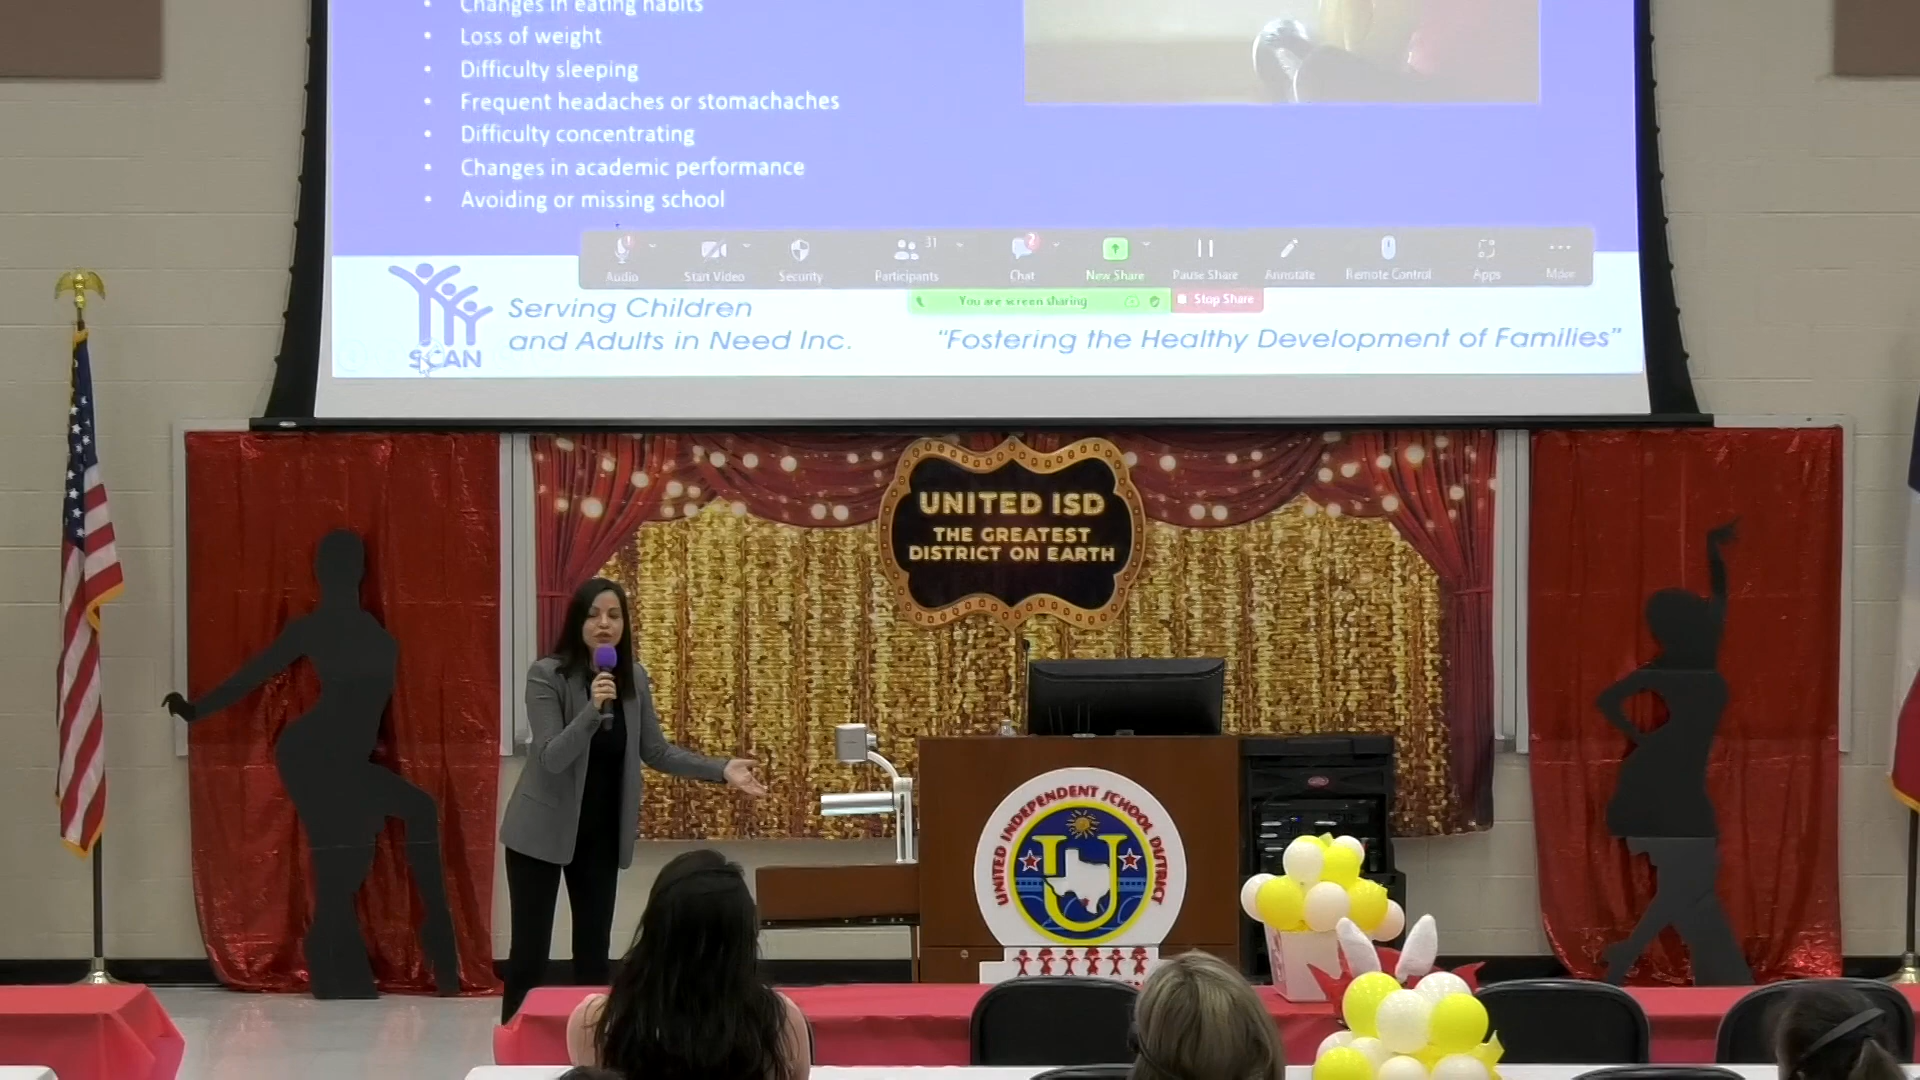 Changes in eating habits
Loss of weight
Difficulty sleeping
Frequent headaches or stomachaches
Difficulty concentrating
Changes in academic performance
Avoiding or missing school
1
31
2
Audio
Start Video
Security
Participants
Chat
New Share
Pause Share
Annotate
Remote Control
Apps
More
You are screen sharing
Stop Share
SCAN
Serving Children
and Adults in Need Inc.
"Fostering the Healthy Development of Families"
UNITED ISD
THE GREATEST
DISTRICT ON EARTH
UNITED INDEPENDENT SCHOOL DISTRICT
U